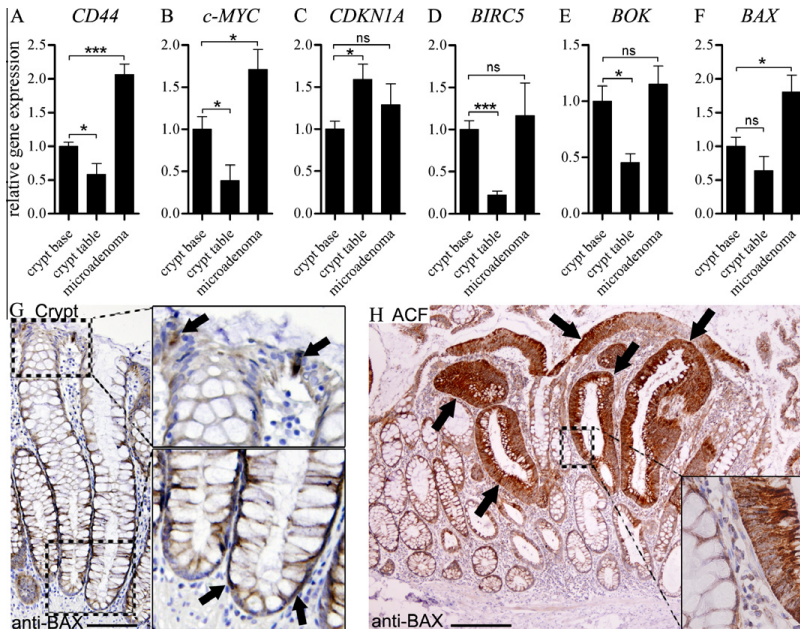 A CD44
B c-MYC
C CDKN1A
D BIRC5
E BOK
F BAX
relative gene expression
2.5
2.0
1.5
1.0
0.5
0.0
***
*
crypt base
crypt table
microadenoma
2.0
1.5
1.0
0.5
0.0
*
*
crypt base
crypt table
microadenoma
2.0
1.5
1.0
0.5
0.0
ns
*
crypt base
crypt table
microadenoma
2.0
1.5
1.0
0.5
0.0
ns
***
crypt base
crypt table
microadenoma
1.5
1.0
0.5
0.0
ns
*
crypt base
crypt table
microadenoma
2.5
2.0
1.5
1.0
0.5
0.0
*
ns
crypt base
crypt table
microadenoma
G Crypt
anti-BAX
H ACF
anti-BAX